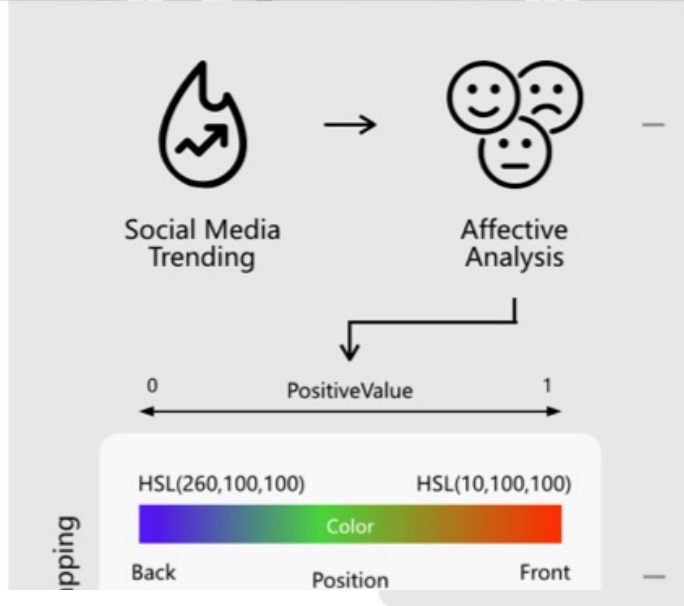 Social Media
Trending
Affective
Analysis
0
PositiveValue
1
HSL(260,100,100)
HSL(10,100,100)
Color
Back
Position
Front